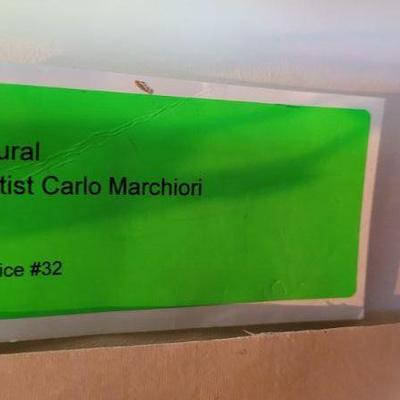 ural
tist Carlo Marchiori
ice #32